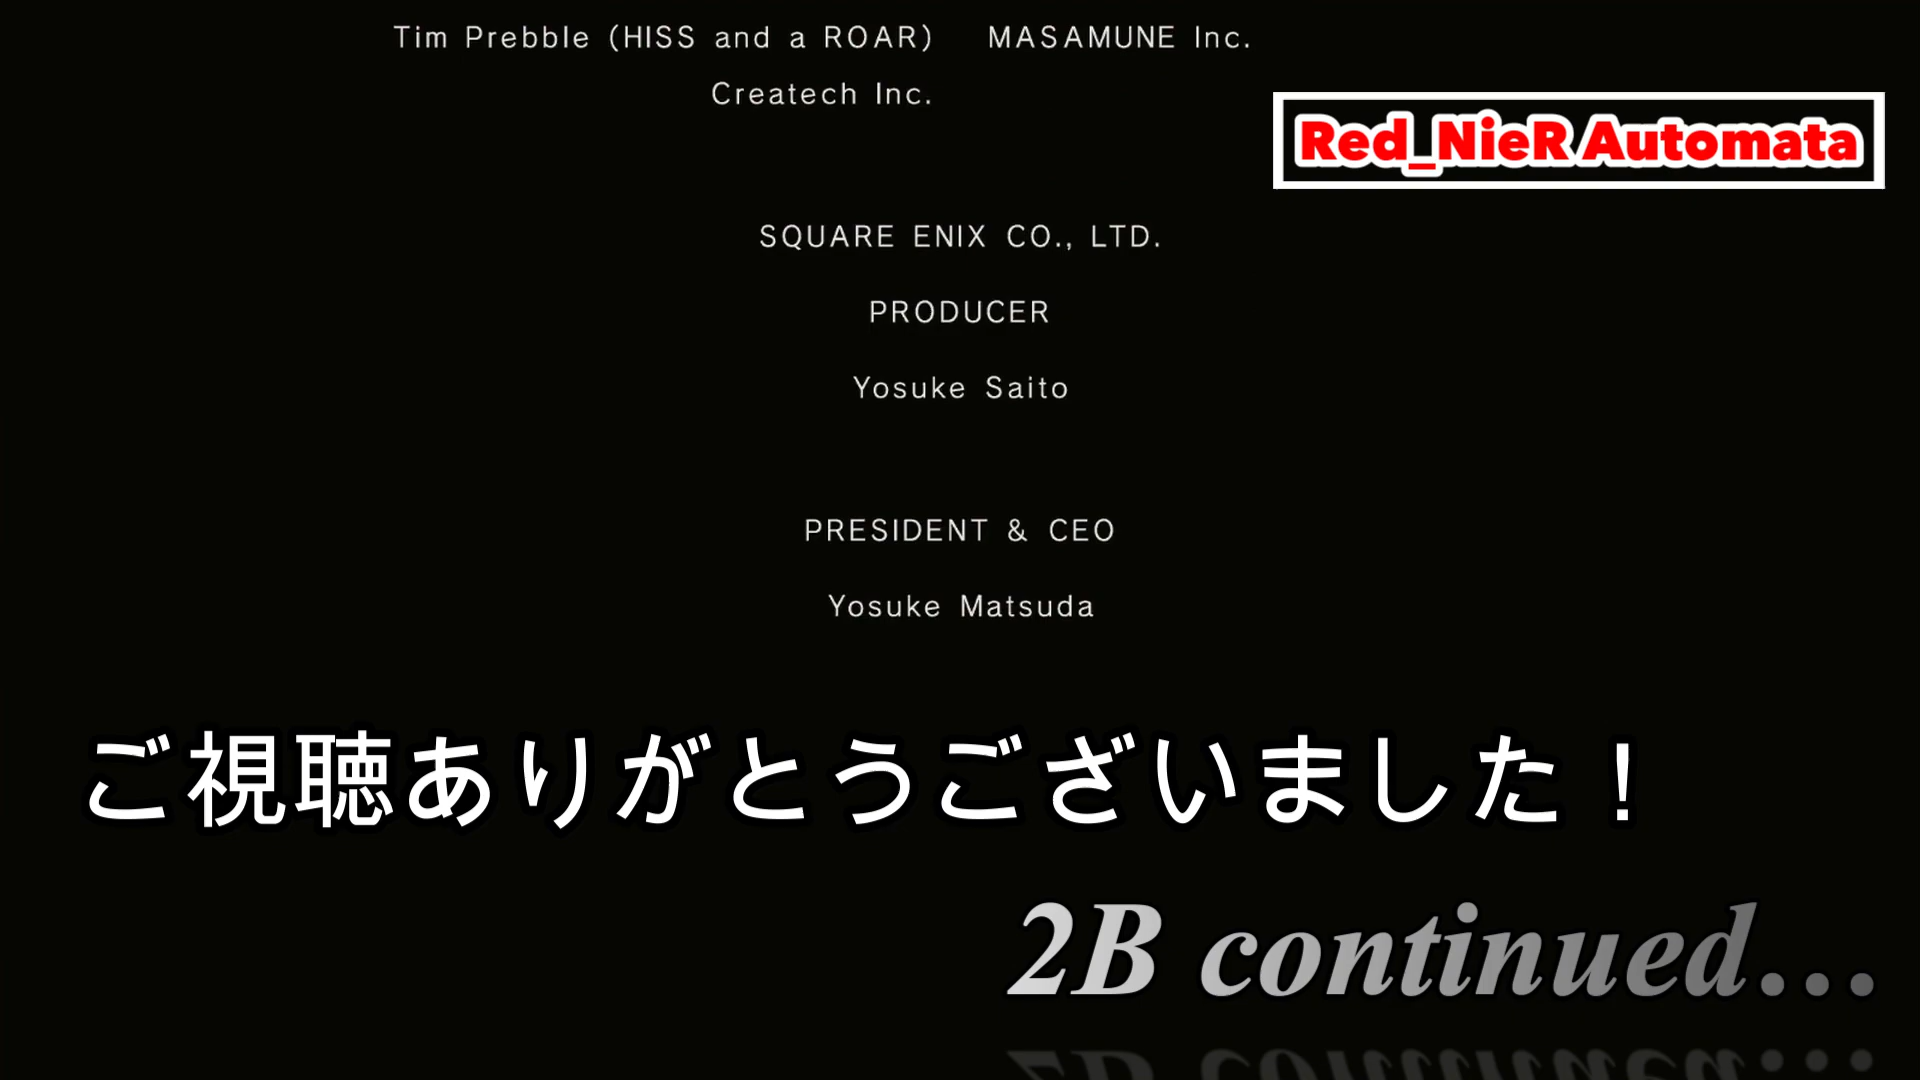 Tim Prebble (HISS and a ROAR) MASAMUNE Inc.
Createch Inc.
Red_NieR Automata
SQUARE ENIX CO., LTD.
PRODUCER
Yosuke Saito
PRESIDENT & CEO
Yosuke Matsuda
ご視聴ありがとうございました！
2B continued...